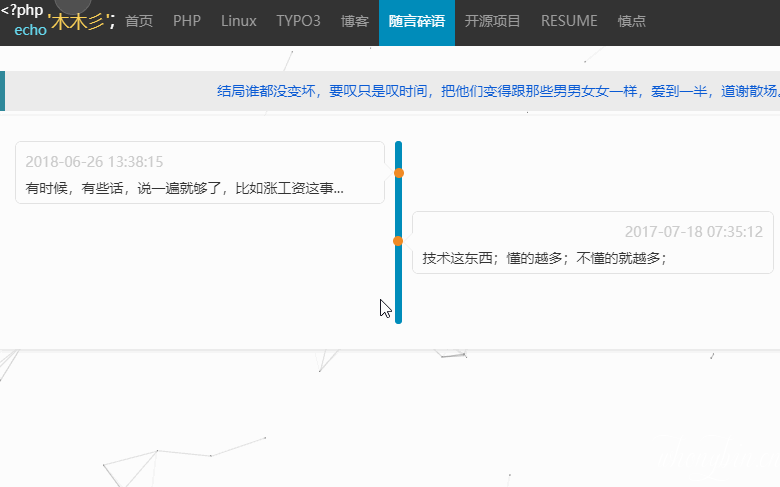 <?php
echo '木木彡';
首页 PHP Linux TYPO3 博客 随言碎语 开源项目 RESUME 慎点
结局谁都没变坏，要叹只是叹时间，把他们变得跟那些男男女女一样，爱到一半，道谢散场。
2018-06-26 13:38:15
有时候，有些话，说一遍就够了，比如涨工资这事...
2017-07-18 07:35:12
技术这东西；懂的越多；不懂的就越多；